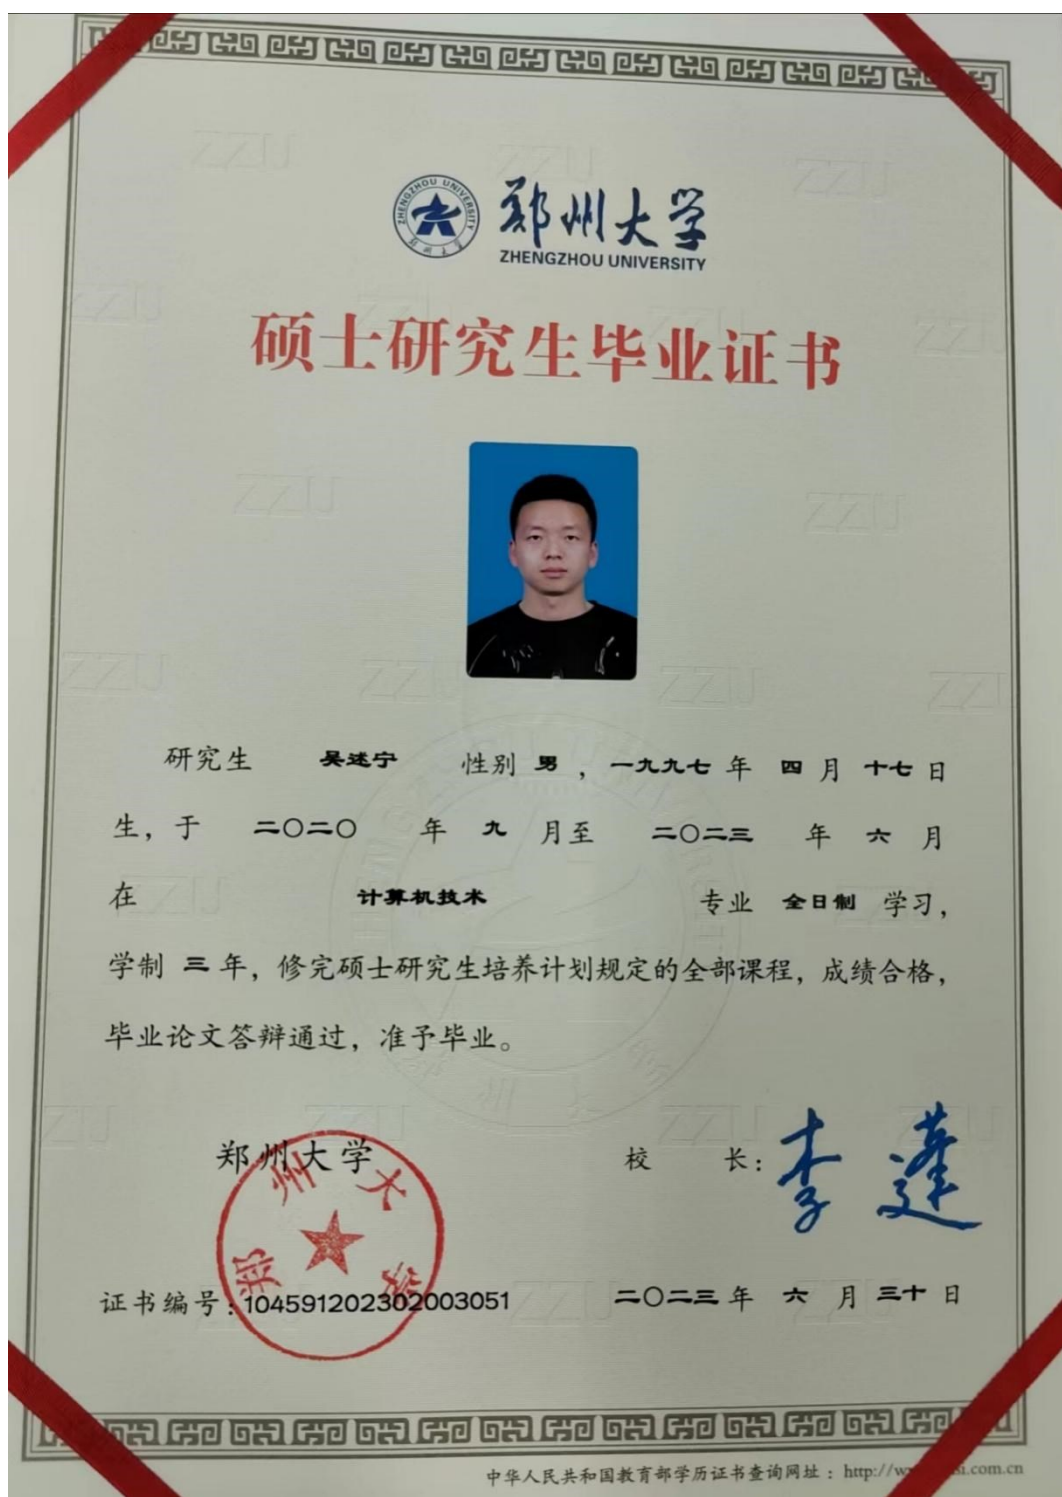 郑州大学
ZHENGZHOU UNIVERSITY
硕士研究生毕业证书
研究生 吴述宁 性别 男 ，一九九七 年 四 月 十七 日
生，于 二〇二〇 年 九 月至 二〇二三 年 六 月
在 计算机技术 专业 全日制 学习，
学制 三 年，修完硕士研究生培养计划规定的全部课程，成绩合格，
毕业论文答辩通过，准予毕业。
郑州大学 校 长：李蓬
郑州大学
证书编号：104591202302003051 二〇二三 年 六 月 三十 日
中华人民共和国教育部学历证书查询网址：http://w si.com.cn
ZZU